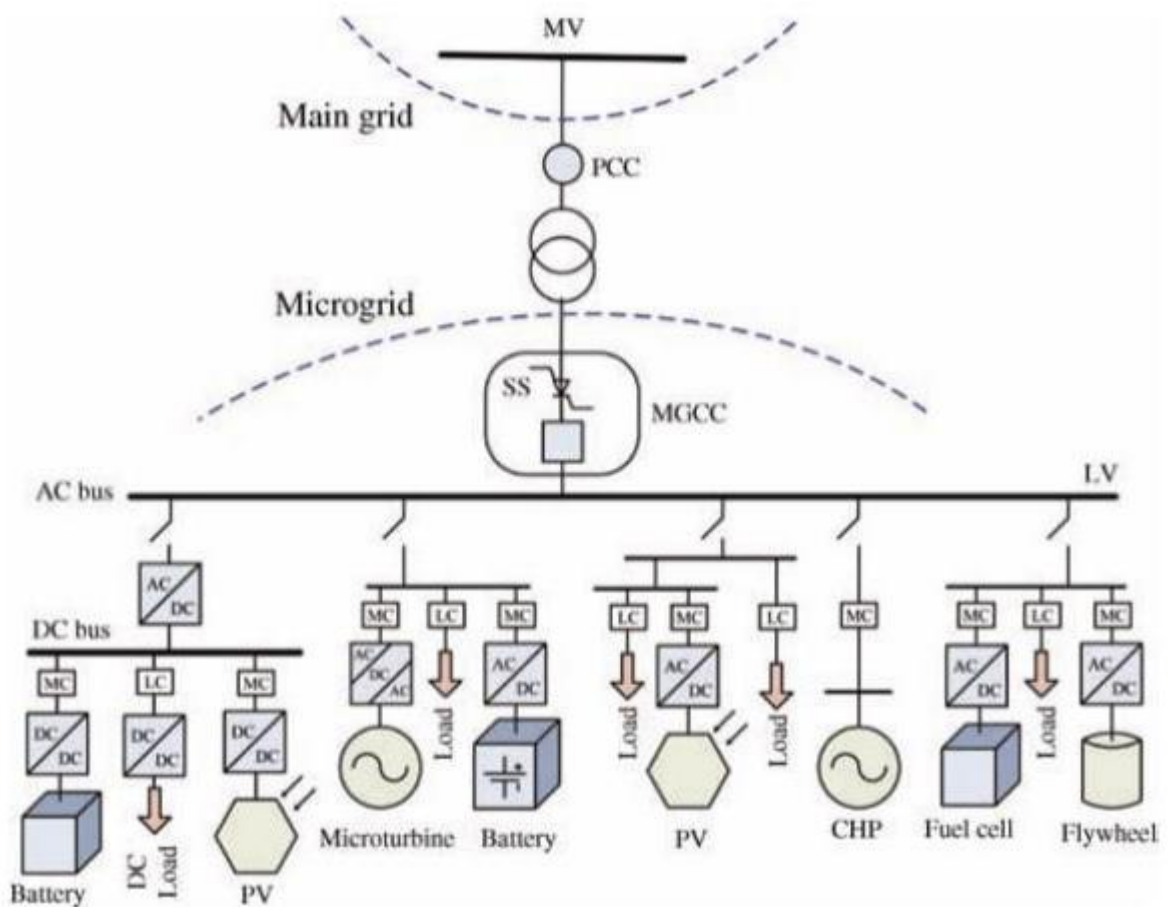 MV
Main grid
PCC
Microgrid
SS
MGCC
AC bus
LV
AC
DC
DC bus
MC
LC
MC
MC
LC
MC
LC
MC
LC
MC
MC
LC
MC
DC
DC
DC
DC
DC
DC
AC
DC
AC
AC
DC
AC
DC
AC
DC
AC
DC
Load
Load
Load
Load
DC
Load
Battery
PV
Microturbine
Battery
PV
CHP
Fuel cell
Flywheel